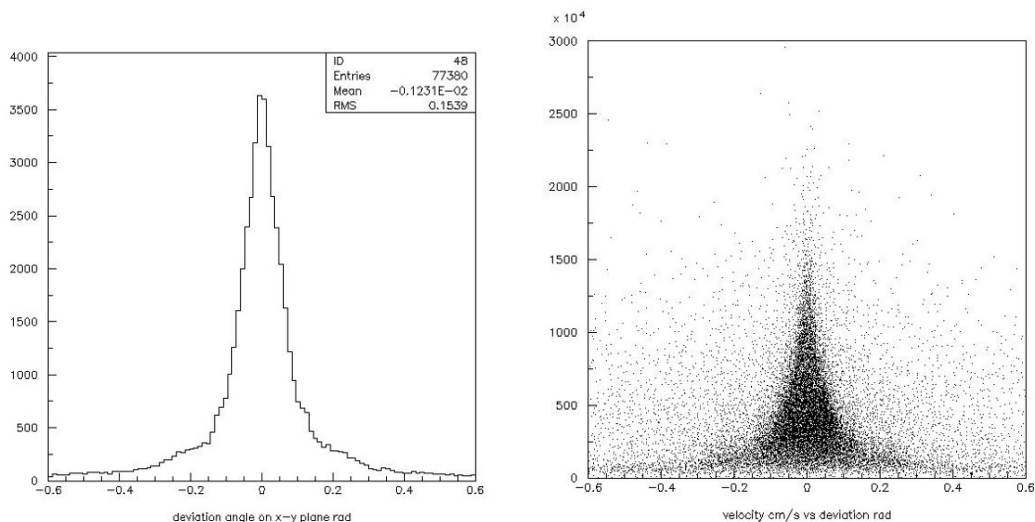 ID 48
Entries 77380
Mean -0.1231E-02
RMS 0.1539
4000
3500
3000
2500
2000
1500
1000
500
0
-0.6 -0.4 -0.2 0 0.2 0.4 0.6
deviation angle on x-y plane rad
x 10^4
3000
2500
2000
1500
1000
500
0
-0.6 -0.4 -0.2 0 0.2 0.4 0.6
velocity cm/s vs deviation rad